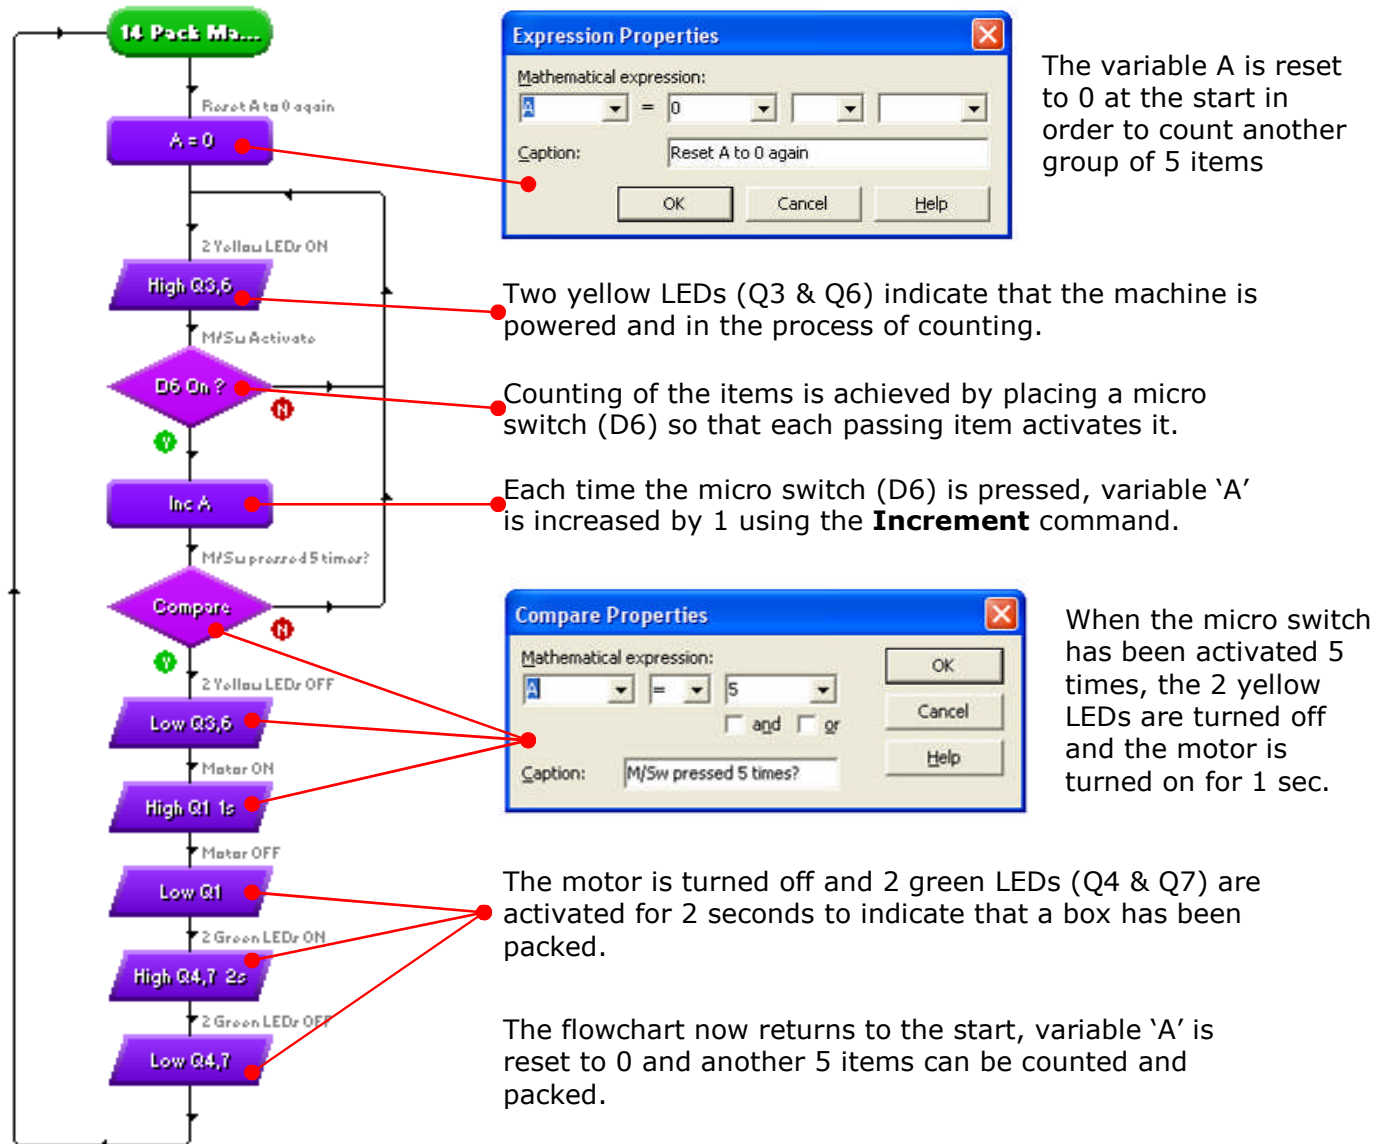 14 Pack Ma...
Reset A to 0 again
A = 0
2 Yellow LEDs ON
High Q3,6
M/Sw Activate
D6 On ?
N
Y
Inc A
M/Sw pressed 5 times?
Compare
N
Y
2 Yellow LEDs OFF
Low Q3,6
Motor ON
High Q1 1s
Motor OFF
Low Q1
2 Green LEDs ON
High Q4,7 2s
2 Green LEDs OFF
Low Q4,7
Expression Properties
Mathematical expression:
A = 0
Caption: Reset A to 0 again
OK Cancel Help
The variable A is reset
to 0 at the start in
order to count another
group of 5 items
Two yellow LEDs (Q3 & Q6) indicate that the machine is
powered and in the process of counting.
Counting of the items is achieved by placing a micro
switch (D6) so that each passing item activates it.
Each time the micro switch (D6) is pressed, variable ‘A’
is increased by 1 using the Increment command.
Compare Properties
Mathematical expression:
A = 5
and or
Caption: M/Sw pressed 5 times?
OK
Cancel
Help
When the micro switch
has been activated 5
times, the 2 yellow
LEDs are turned off
and the motor is
turned on for 1 sec.
The motor is turned off and 2 green LEDs (Q4 & Q7) are
activated for 2 seconds to indicate that a box has been
packed.
The flowchart now returns to the start, variable ‘A’ is
reset to 0 and another 5 items can be counted and
packed.